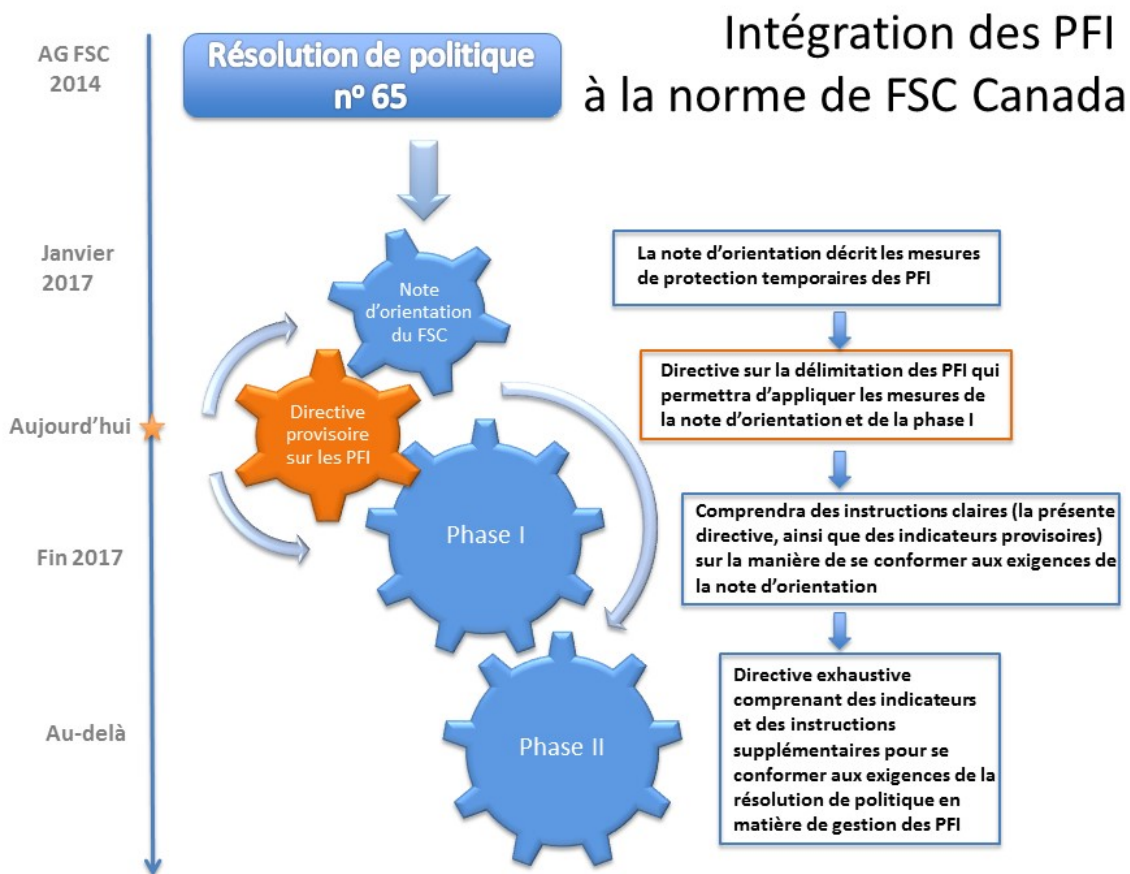 Intégration des PFI
à la norme de FSC Canada
AG FSC
2014
Résolution de politique
nº 65
Janvier
2017
Note
d'orientation
du FSC
La note d'orientation décrit les mesures
de protection temporaires des PFI
Aujourd'hui
Directive
provisoire
sur les PFI
Directive sur la délimitation des PFI qui
permettra d'appliquer les mesures de
la note d'orientation et de la phase I
Fin 2017
Phase I
Comprendra des instructions claires (la présente
directive, ainsi que des indicateurs provisoires)
sur la manière de se conformer aux exigences de
la note d'orientation
Au-delà
Phase II
Directive exhaustive
comprenant des indicateurs
et des instructions
supplémentaires pour se
conformer aux exigences de la
résolution de politique en
matière de gestion des PFI